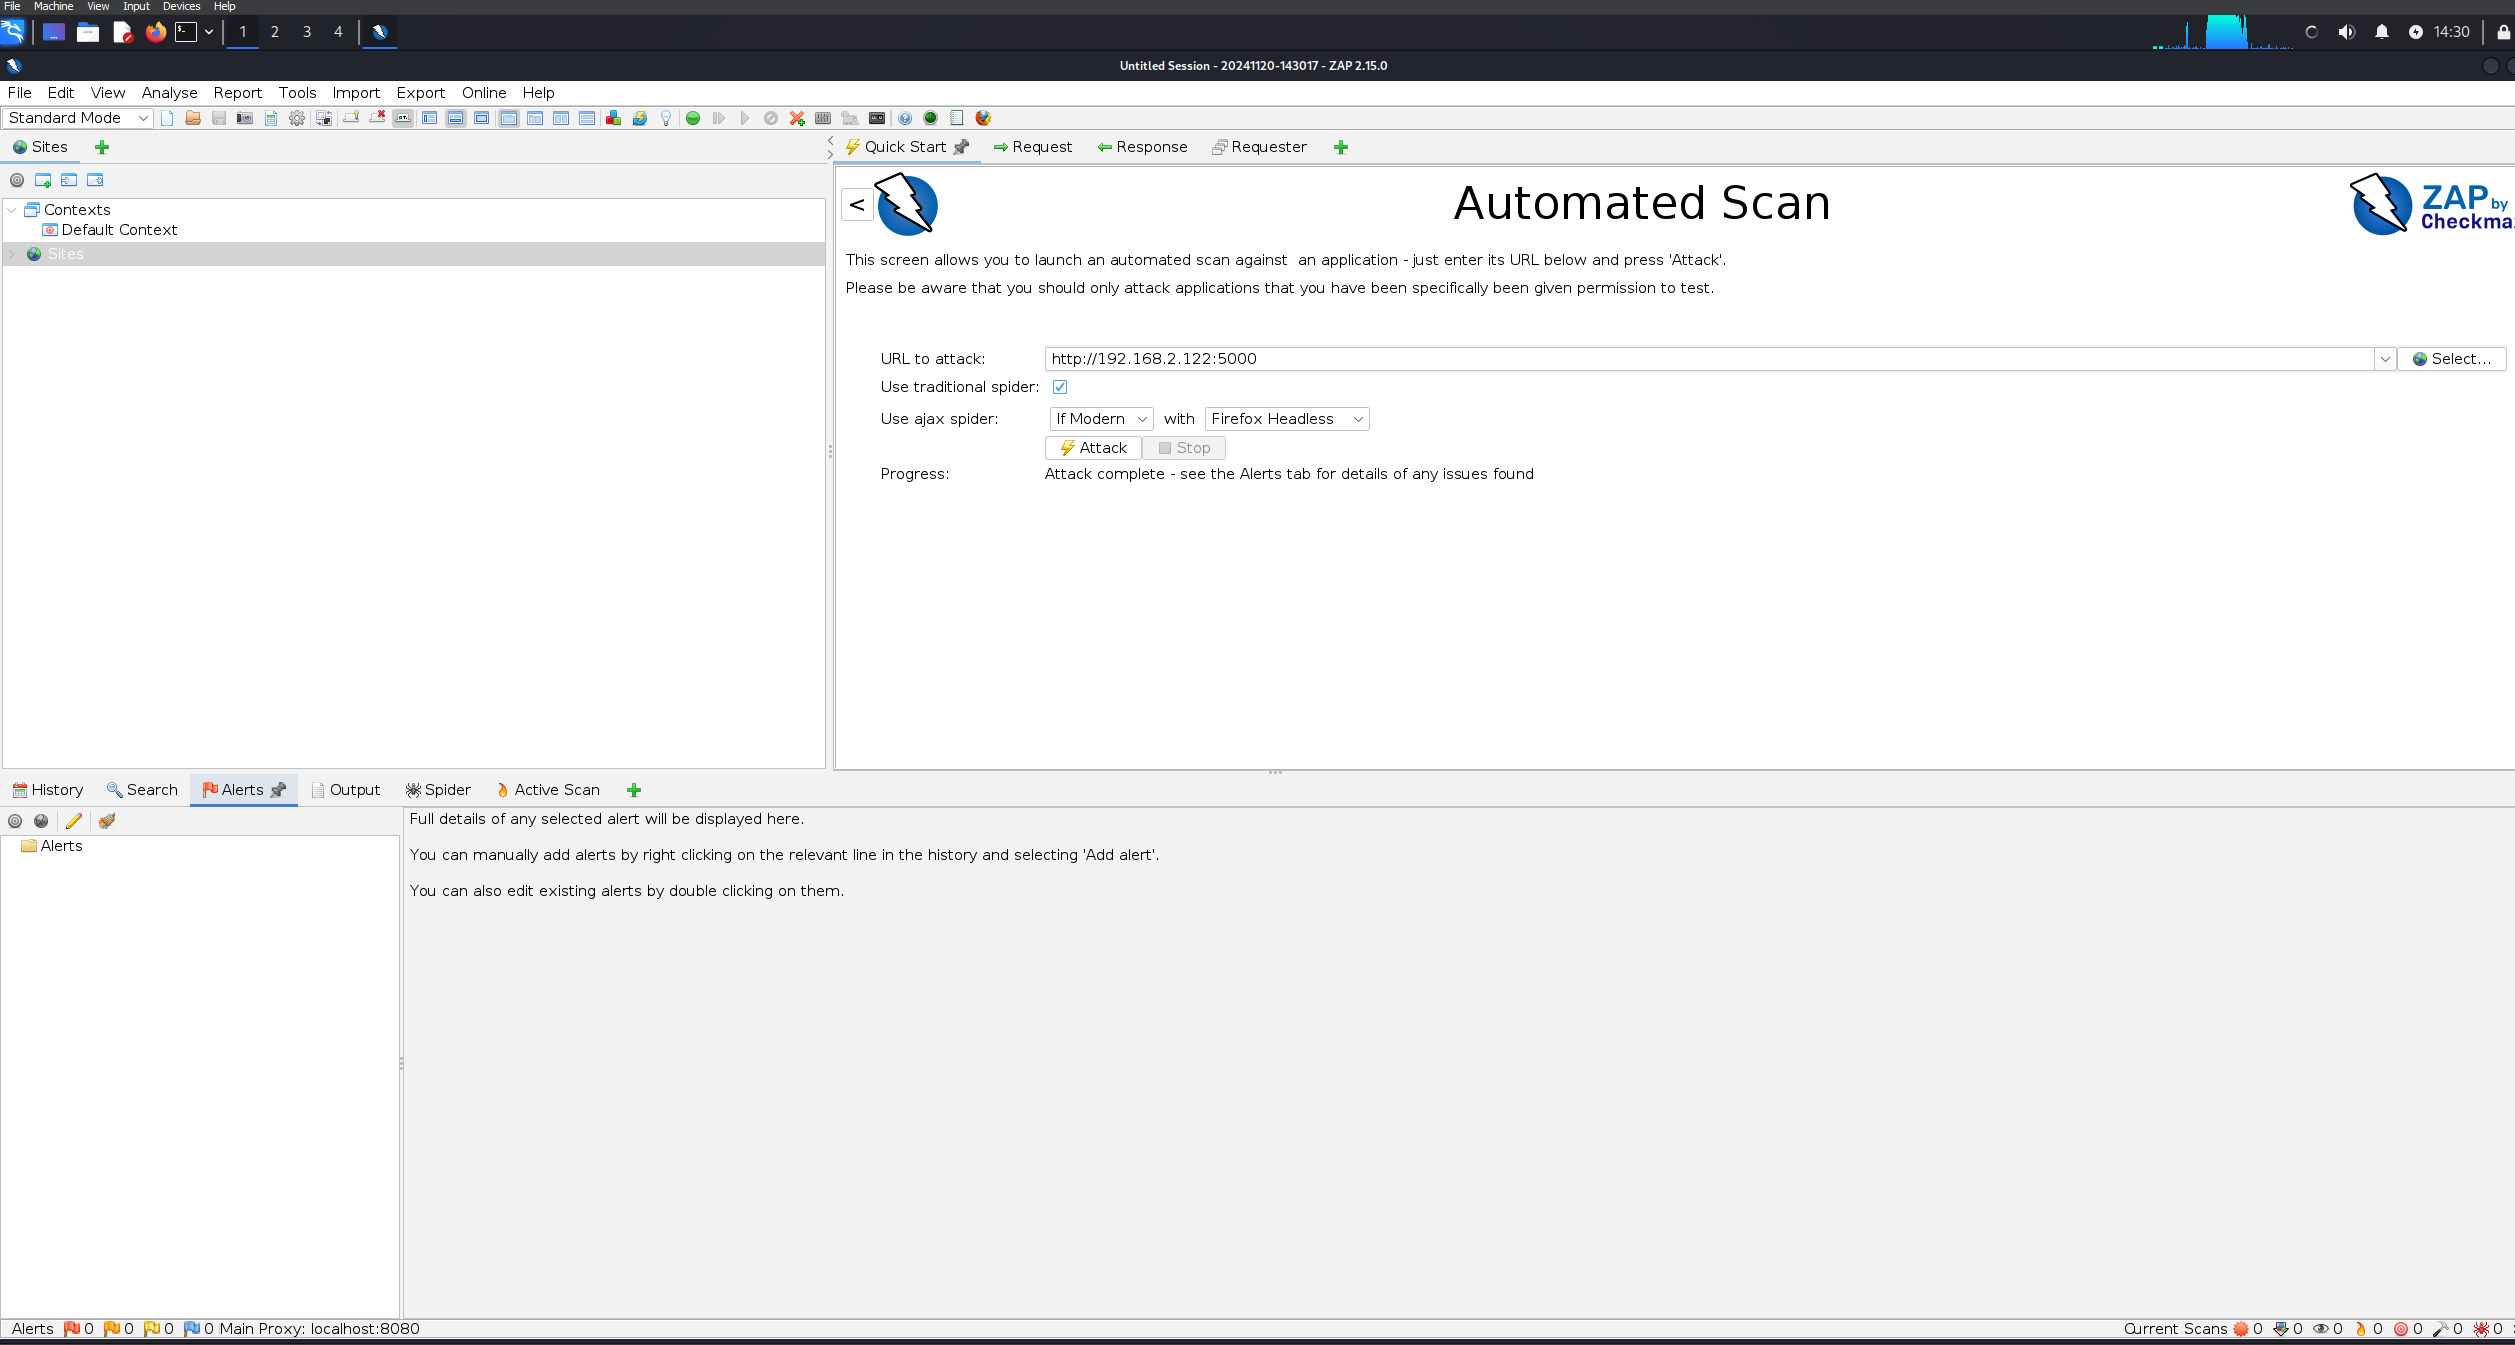 File Machine View Input Devices Help
1 2 3 4 14:30
Untitled Session - 20241120-143017 - ZAP 2.15.0
File Edit View Analyse Report Tools Import Export Online Help
Standard Mode
Sites
Quick Start Request Response Requester
Contexts
Default Context
Sites
< Automated Scan
ZAP by
Checkma
This screen allows you to launch an automated scan against  an application - just enter its URL below and press 'Attack'.
Please be aware that you should only attack applications that you have been specifically been given permission to test.
URL to attack: http://192.168.2.122:5000 Select...
Use traditional spider:
Use ajax spider: If Modern with Firefox Headless
Attack Stop
Progress: Attack complete - see the Alerts tab for details of any issues found
History Search Alerts Output Spider Active Scan
Alerts
Full details of any selected alert will be displayed here.
You can manually add alerts by right clicking on the relevant line in the history and selecting 'Add alert'.
You can also edit existing alerts by double clicking on them.
Alerts 0 0 0 0 Main Proxy: localhost:8080
Current Scans 0 0 0 0 0 0 0